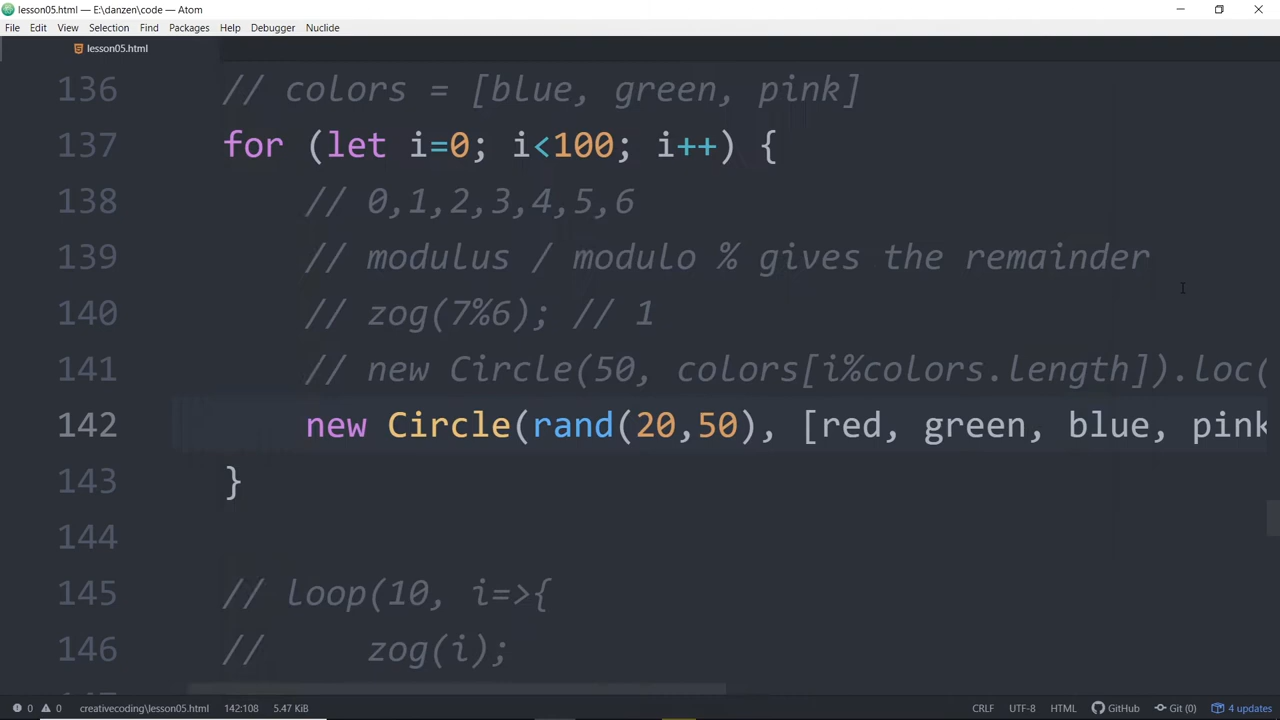 lesson05.html — E:\danzen\code — Atom
File Edit View Selection Find Packages Help Debugger Nuclide
lesson05.html
136 // colors = [blue, green, pink]
137 for (let i=0; i<100; i++) {
138 // 0,1,2,3,4,5,6
139 // modulus / modulo % gives the remainder
140 // zog(7%6); // 1
141 // new Circle(50, colors[i%colors.length]).loc(
142 new Circle(rand(20,50), [red, green, blue, pink
143 }
144
145 // loop(10, i=>{
146 // zog(i);
0 0 creativecoding\lesson05.html 142:108 5.47 KiB CRLF UTF-8 HTML GitHub Git (0) 4 updates